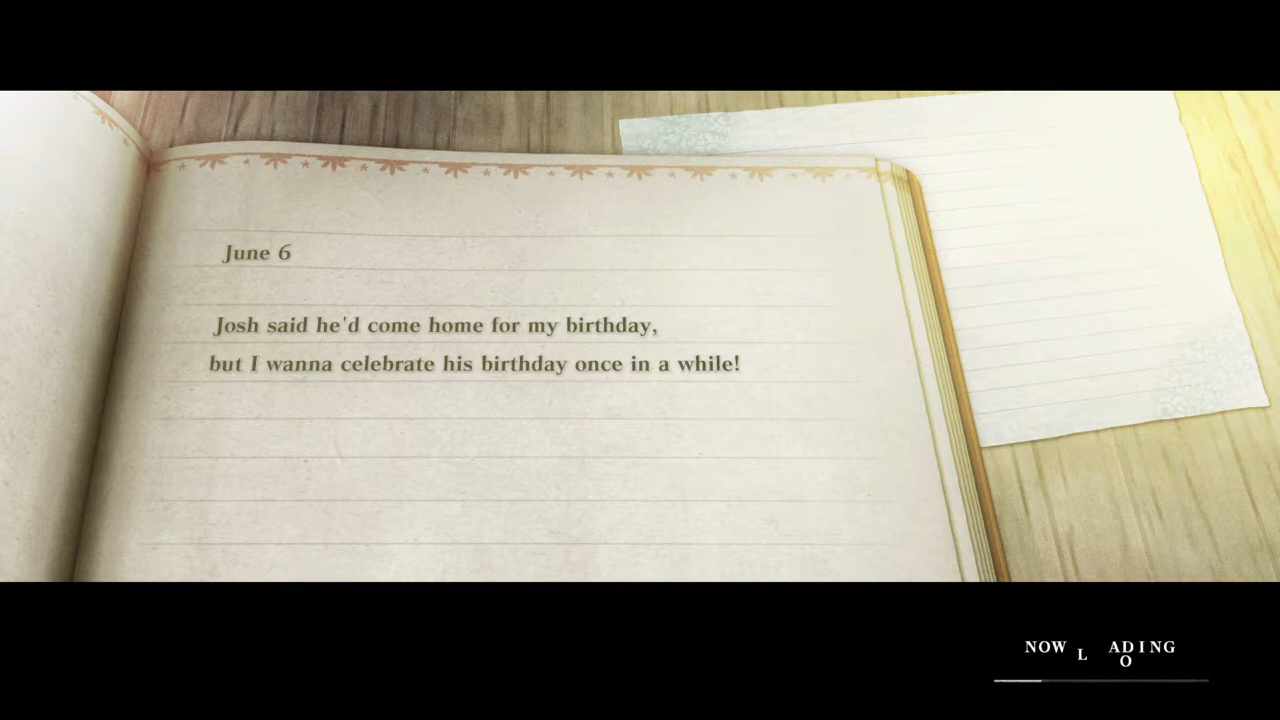 June 6
Josh said he'd come home for my birthday,
but I wanna celebrate his birthday once in a while!
NOW LOADING